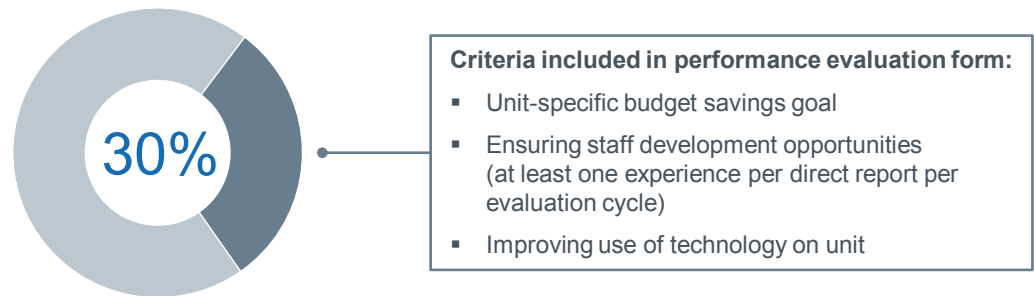 30%
Criteria included in performance evaluation form:
▪ Unit-specific budget savings goal
▪ Ensuring staff development opportunities
(at least one experience per direct report per
evaluation cycle)
▪ Improving use of technology on unit